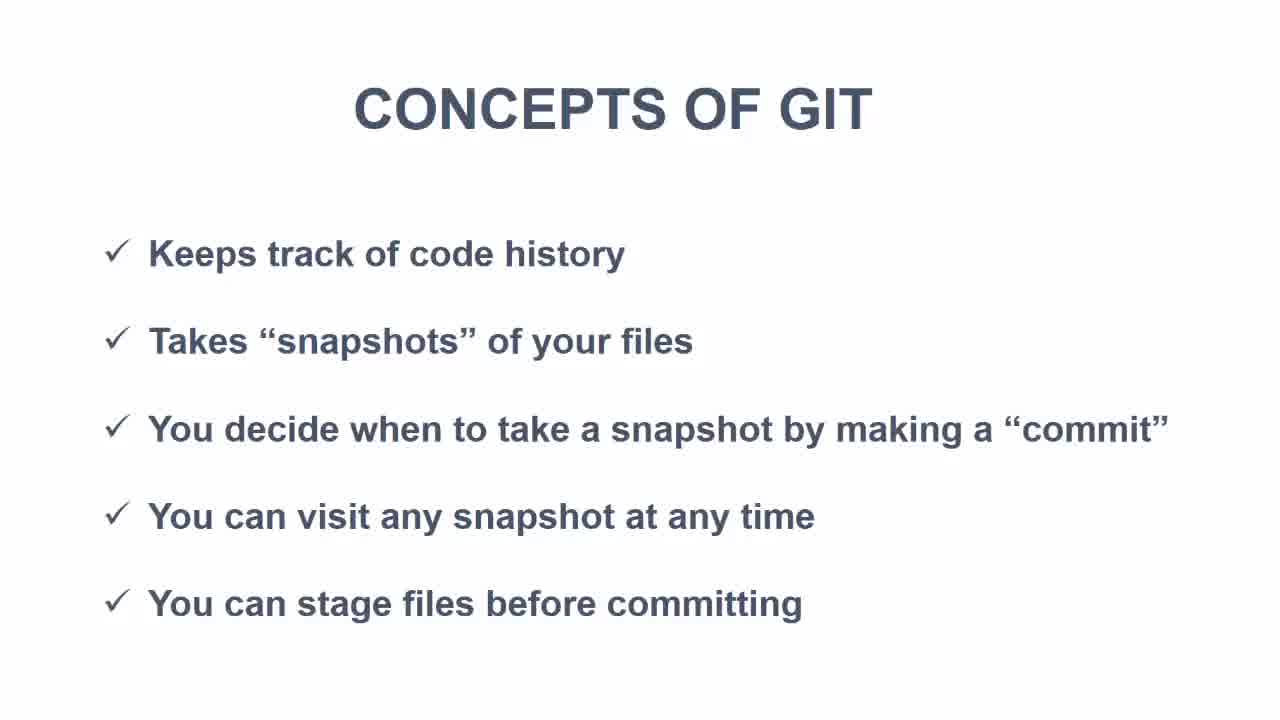 CONCEPTS OF GIT
✓ Keeps track of code history
✓ Takes “snapshots” of your files
✓ You decide when to take a snapshot by making a “commit”
✓ You can visit any snapshot at any time
✓ You can stage files before committing